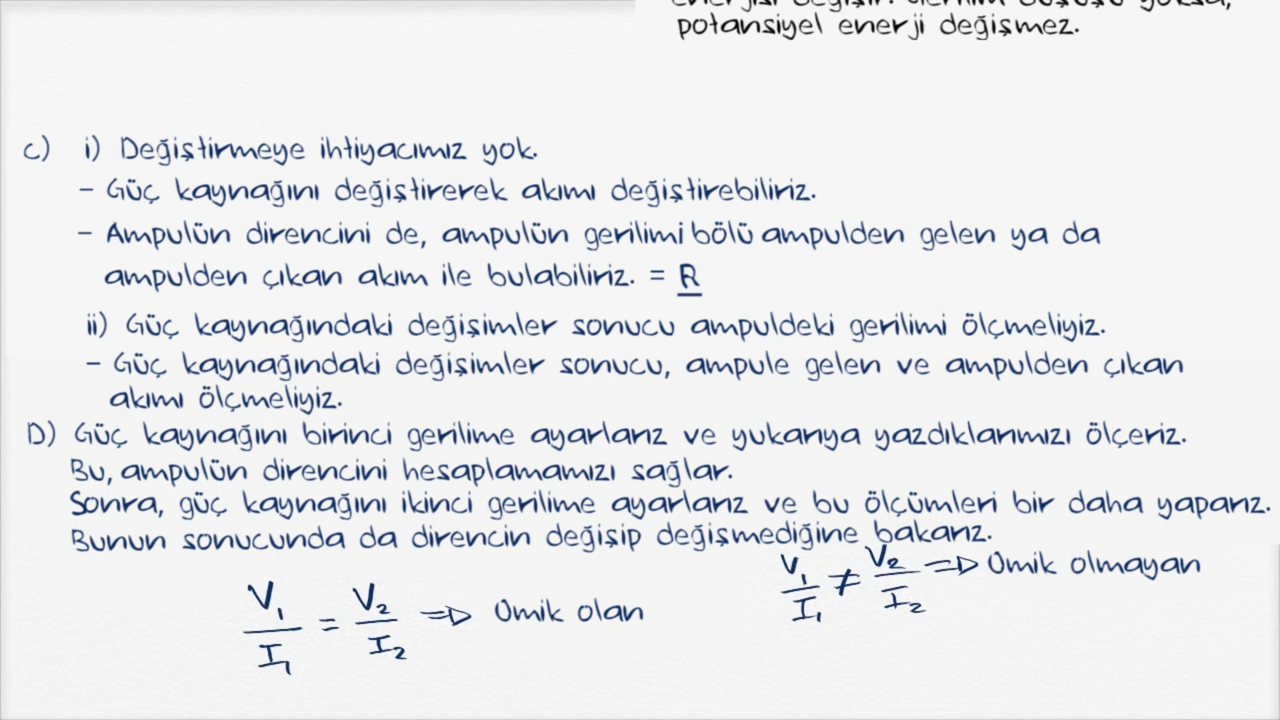 potansiyel enerji değişmez.
c) i) Değiştirmeye ihtiyacımız yok.
- Güç kaynağını değiştirerek akımı değiştirebiliriz.
- Ampulün direncini de, ampulün gerilimi bölü ampulden gelen ya da
ampulden çıkan akım ile bulabiliriz. = R
ii) Güç kaynağındaki değişimler sonucu ampuldeki gerilimi ölçmeliyiz.
- Güç kaynağındaki değişimler sonucu, ampule gelen ve ampulden çıkan
akımı ölçmeliyiz.
D) Güç kaynağını birinci gerilime ayarlarız ve yukarıya yazdıklarımızı ölçeriz.
Bu, ampulün direncini hesaplamamızı sağlar.
Sonra, güç kaynağını ikinci gerilime ayarlarız ve bu ölçümleri bir daha yaparız.
Bunun sonucunda da direncin değişip değişmediğine bakarız.
V₁/I₁ ≠ V₂/I₂ ⇒ Omik olmayan
V₁/I₁ = V₂/I₂ ⇒ Omik olan